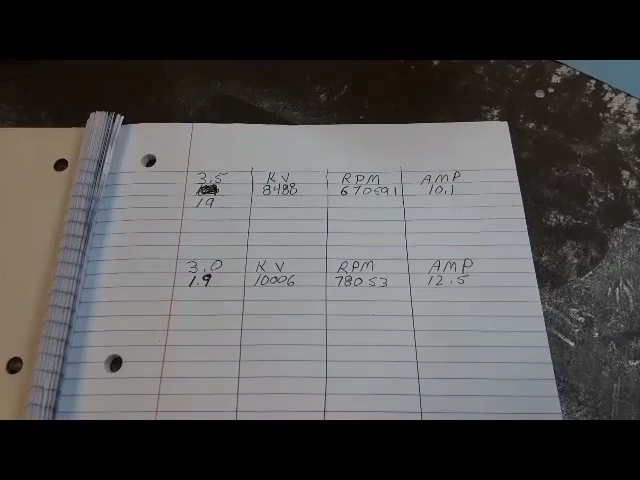 3.5 KV RPM AMP
8488 670591 10.1
19
3.0 KV RPM AMP
1.9 10006 78053 12.5